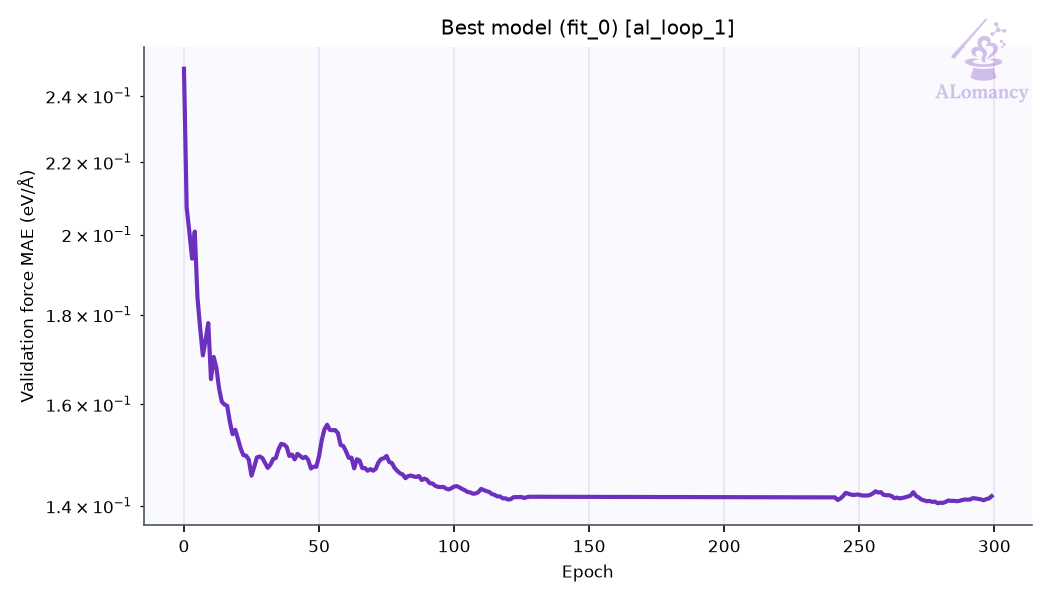 Best model (fit_0) [al_loop_1]
ALomancy
Validation force MAE (eV/Å)
2.4 × 10⁻¹
2.2 × 10⁻¹
2 × 10⁻¹
1.8 × 10⁻¹
1.6 × 10⁻¹
1.4 × 10⁻¹
0 50 100 150 200 250 300
Epoch